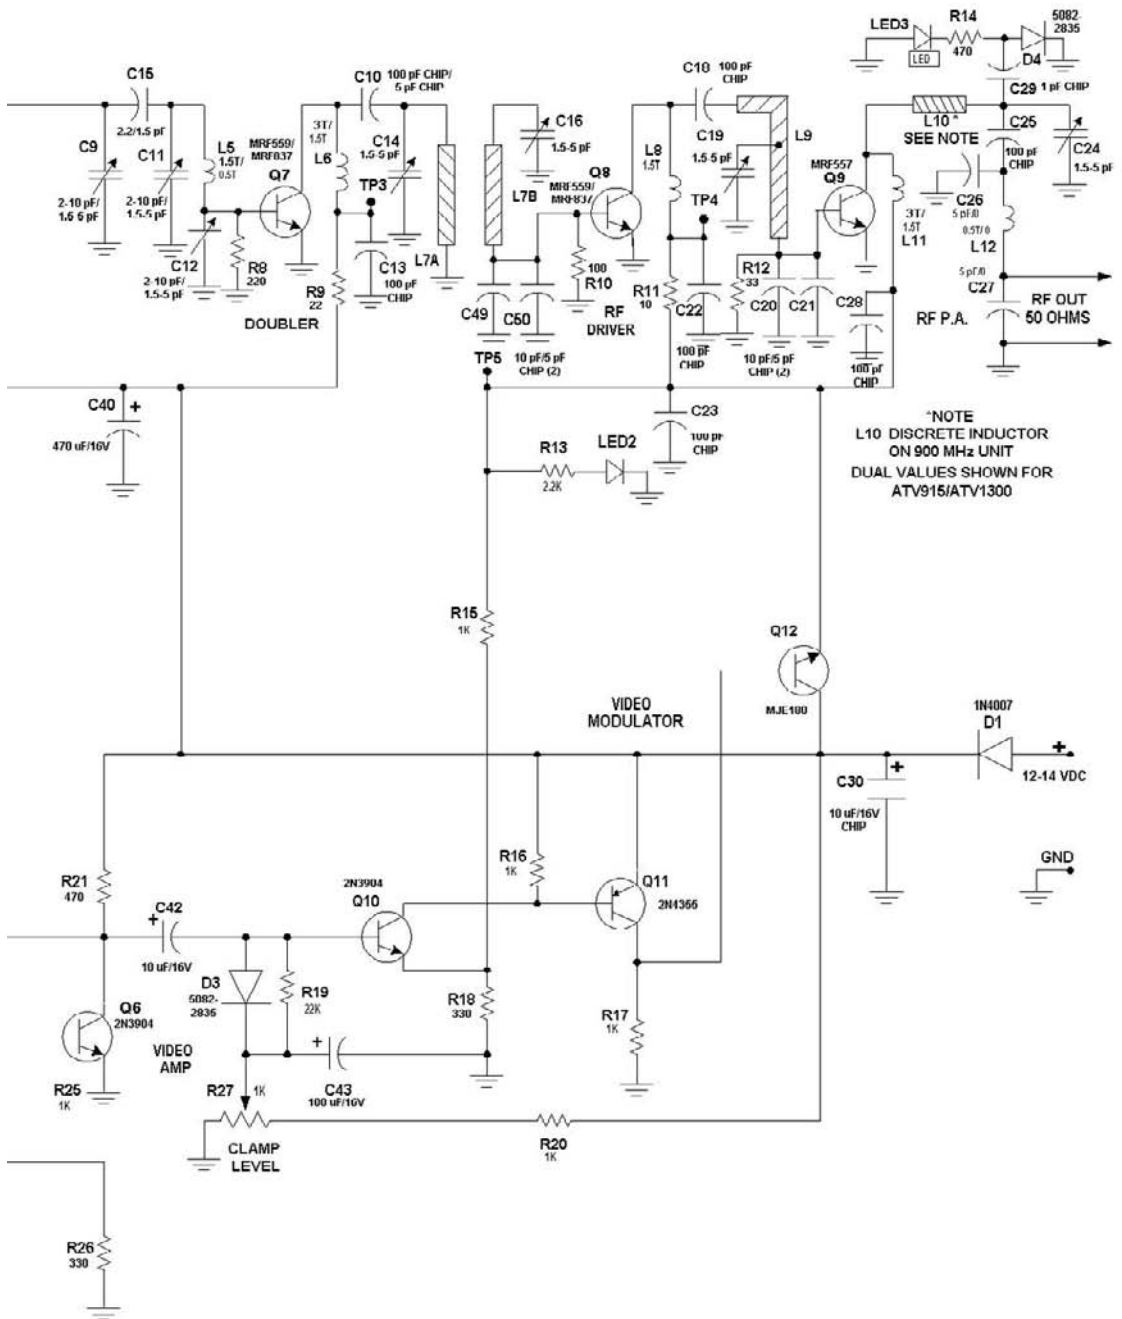 LED3
R14
470
5082-
2835
LED
D4
C29
1 pF CHIP
C15
2.2/1.5 pF
C10
100 pF CHIP/
5 pF CHIP
C18
100 pF
CHIP
C9
2-10 pF/
1.5-5 pF
C11
2-10 pF/
1.5-5 pF
L5
1.5T/
0.5T
MRF559/
MRF837
Q7
3T/
1.5T
L6
C14
1.5-5 pF
TP3
C16
1.5-5 pF
L7B
L7A
MRF559/
MRF837
Q8
L8
1.5T
C19
1.5-5 pF
L9
TP4
MRF557
Q9
L10 *
SEE NOTE
C25
100 pF
CHIP
C24
1.5-5 pF
C26
5 pF/0
0.5T/ 0
L12
3T/
1.5T
L11
C12
2-10 pF/
1.5-5 pF
R8
220
C13
100 pF
CHIP
R9
22
DOUBLER
C49
C50
10 pF/5 pF
CHIP (2)
100
R10
RF
DRIVER
R11
10
C22
100 pF
CHIP
R12
33
C20
C21
10 pF/5 pF
CHIP (2)
C28
100 pF
CHIP
5 pF/0
C27
RF P.A.
RF OUT
50 OHMS
TP5
C40
+
470 uF/16V
C23
100 pF
CHIP
R13
2.2K
LED2
*NOTE
L10 DISCRETE INDUCTOR
ON 900 MHz UNIT
DUAL VALUES SHOWN FOR
ATV915/ATV1300
R15
1K
Q12
MJE180
VIDEO
MODULATOR
1N4007
D1
+
12-14 VDC
C30
+
10 uF/16V
CHIP
GND
R21
470
R16
1K
Q11
2N4355
2N3904
Q10
C42
+
10 uF/16V
D3
5082-
2835
R19
22K
R18
330
R17
1K
Q6
2N3904
VIDEO
AMP
R25
1K
R27
1K
+
C43
100 uF/16V
CLAMP
LEVEL
R20
1K
R26
330